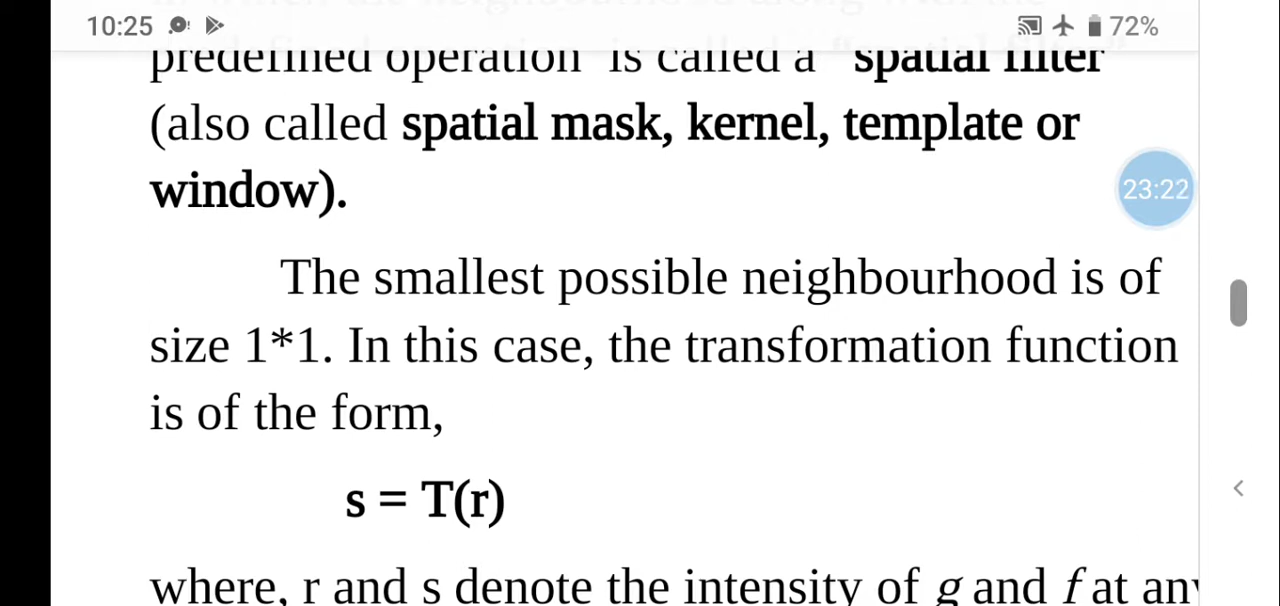 10:25 72%
predefined operation is called a "spatial filter"
(also called spatial mask, kernel, template or
window).
23:22
The smallest possible neighbourhood is of
size 1*1. In this case, the transformation function
is of the form,
s = T(r)
where, r and s denote the intensity of g and f at any